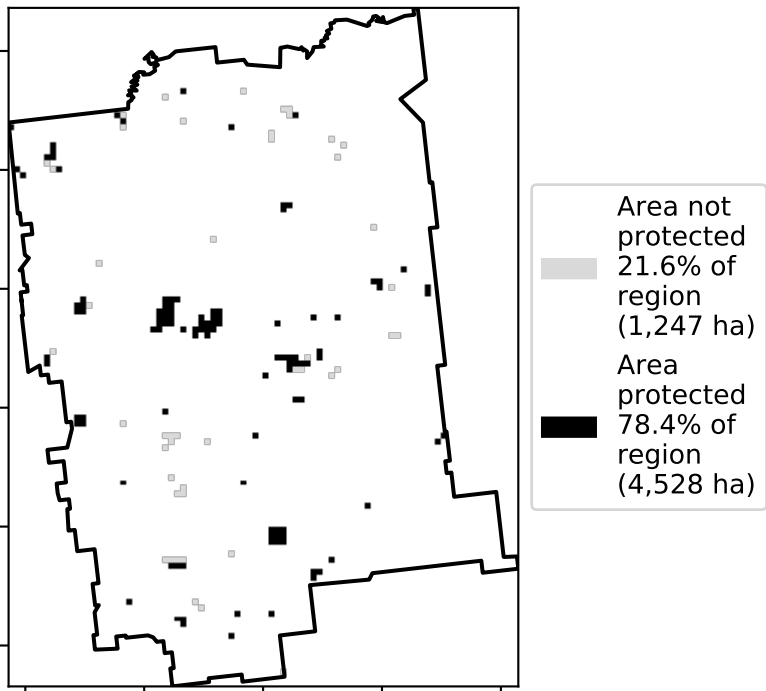 Area not
protected
21.6% of
region
(1,247 ha)
Area
protected
78.4% of
region
(4,528 ha)